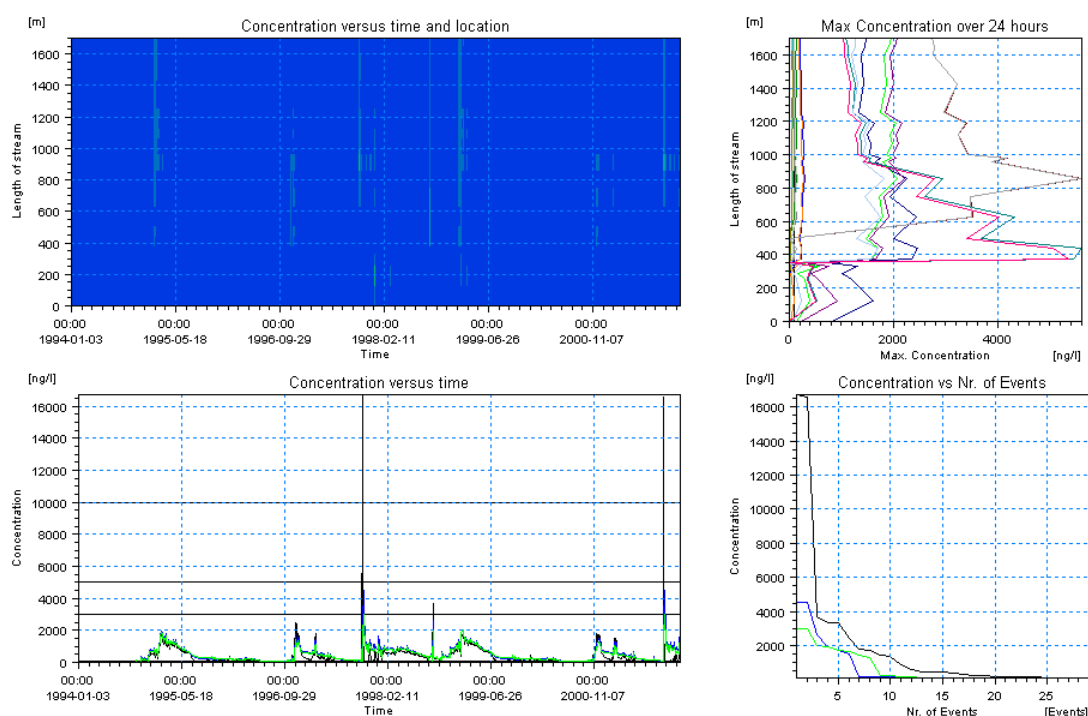 [m] Concentration versus time and location
1600
1400
1200
1000
800
600
400
200
0
Length of stream
00:00 00:00 00:00 00:00 00:00 00:00
1994-01-03 1995-05-18 1996-09-29 1998-02-11 1999-06-26 2000-11-07
Time
[m] Max Concentration over 24 hours
1600
1400
1200
1000
800
600
400
200
0
Length of stream
0 2000 4000
Max. Concentration [ng/l]
[ng/l] Concentration versus time
16000
14000
12000
10000
8000
6000
4000
2000
0
Concentration
00:00 00:00 00:00 00:00 00:00 00:00
1994-01-03 1995-05-18 1996-09-29 1998-02-11 1999-06-26 2000-11-07
Time
[ng/l] Concentration vs Nr. of Events
16000
14000
12000
10000
8000
6000
4000
2000
Concentration
5 10 15 20 25
Nr. of Events [Events]